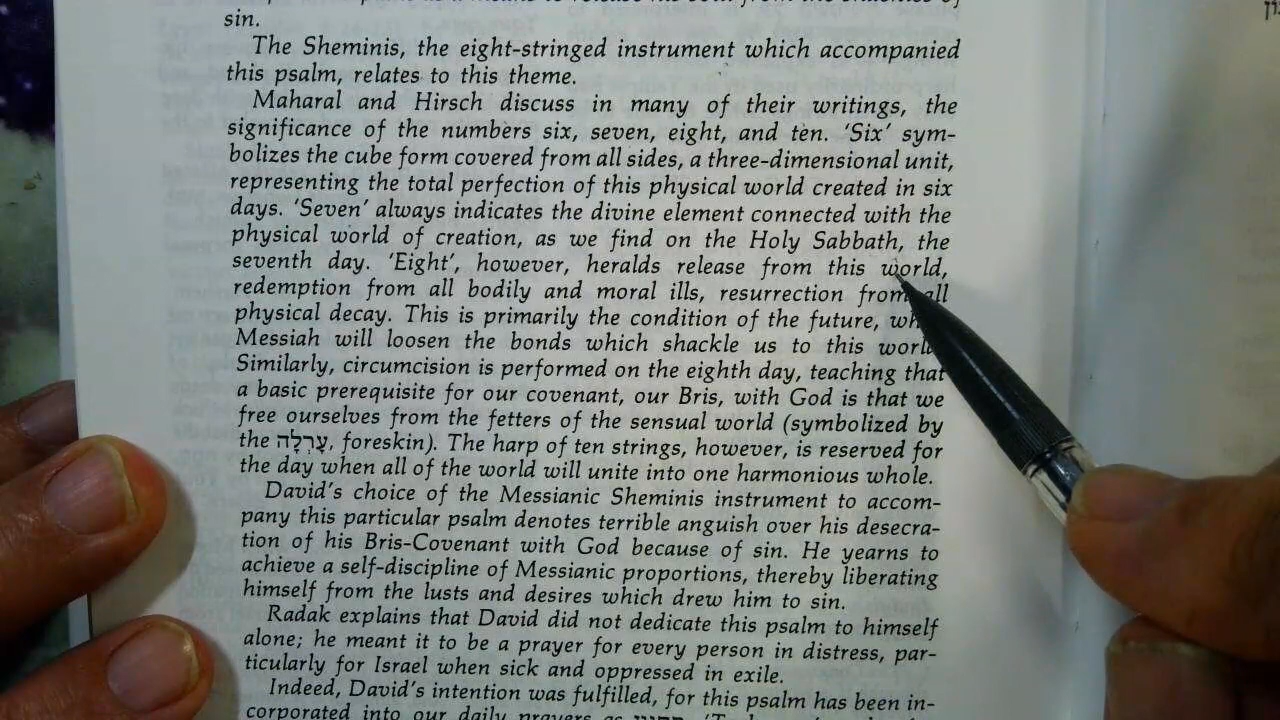 sin.
The Sheminis, the eight-stringed instrument which accompanied
this psalm, relates to this theme.
Maharal and Hirsch discuss in many of their writings, the
significance of the numbers six, seven, eight, and ten. 'Six' sym-
bolizes the cube form covered from all sides, a three-dimensional unit,
representing the total perfection of this physical world created in six
days. 'Seven' always indicates the divine element connected with the
physical world of creation, as we find on the Holy Sabbath, the
seventh day. 'Eight', however, heralds release from this world,
redemption from all bodily and moral ills, resurrection from all
physical decay. This is primarily the condition of the future,
Messiah will loosen the bonds which shackle us to this world
Similarly, circumcision is performed on the eighth day, teaching that
a basic prerequisite for our covenant, our Bris, with God is that we
free ourselves from the fetters of the sensual world (symbolized by
the עָרְלָה, foreskin). The harp of ten strings, however, is reserved for
the day when all of the world will unite into one harmonious whole.
David's choice of the Messianic Sheminis instrument to accom-
pany this particular psalm denotes terrible anguish over his desecra-
tion of his Bris-Covenant with God because of sin. He yearns to
achieve a self-discipline of Messianic proportions, thereby liberating
himself from the lusts and desires which drew him to sin.
Radak explains that David did not dedicate this psalm to himself
alone; he meant it to be a prayer for every person in distress, par-
ticularly for Israel when sick and oppressed in exile.
Indeed, David's intention was fulfilled, for this psalm has been in-
corporated into our daily prayers as